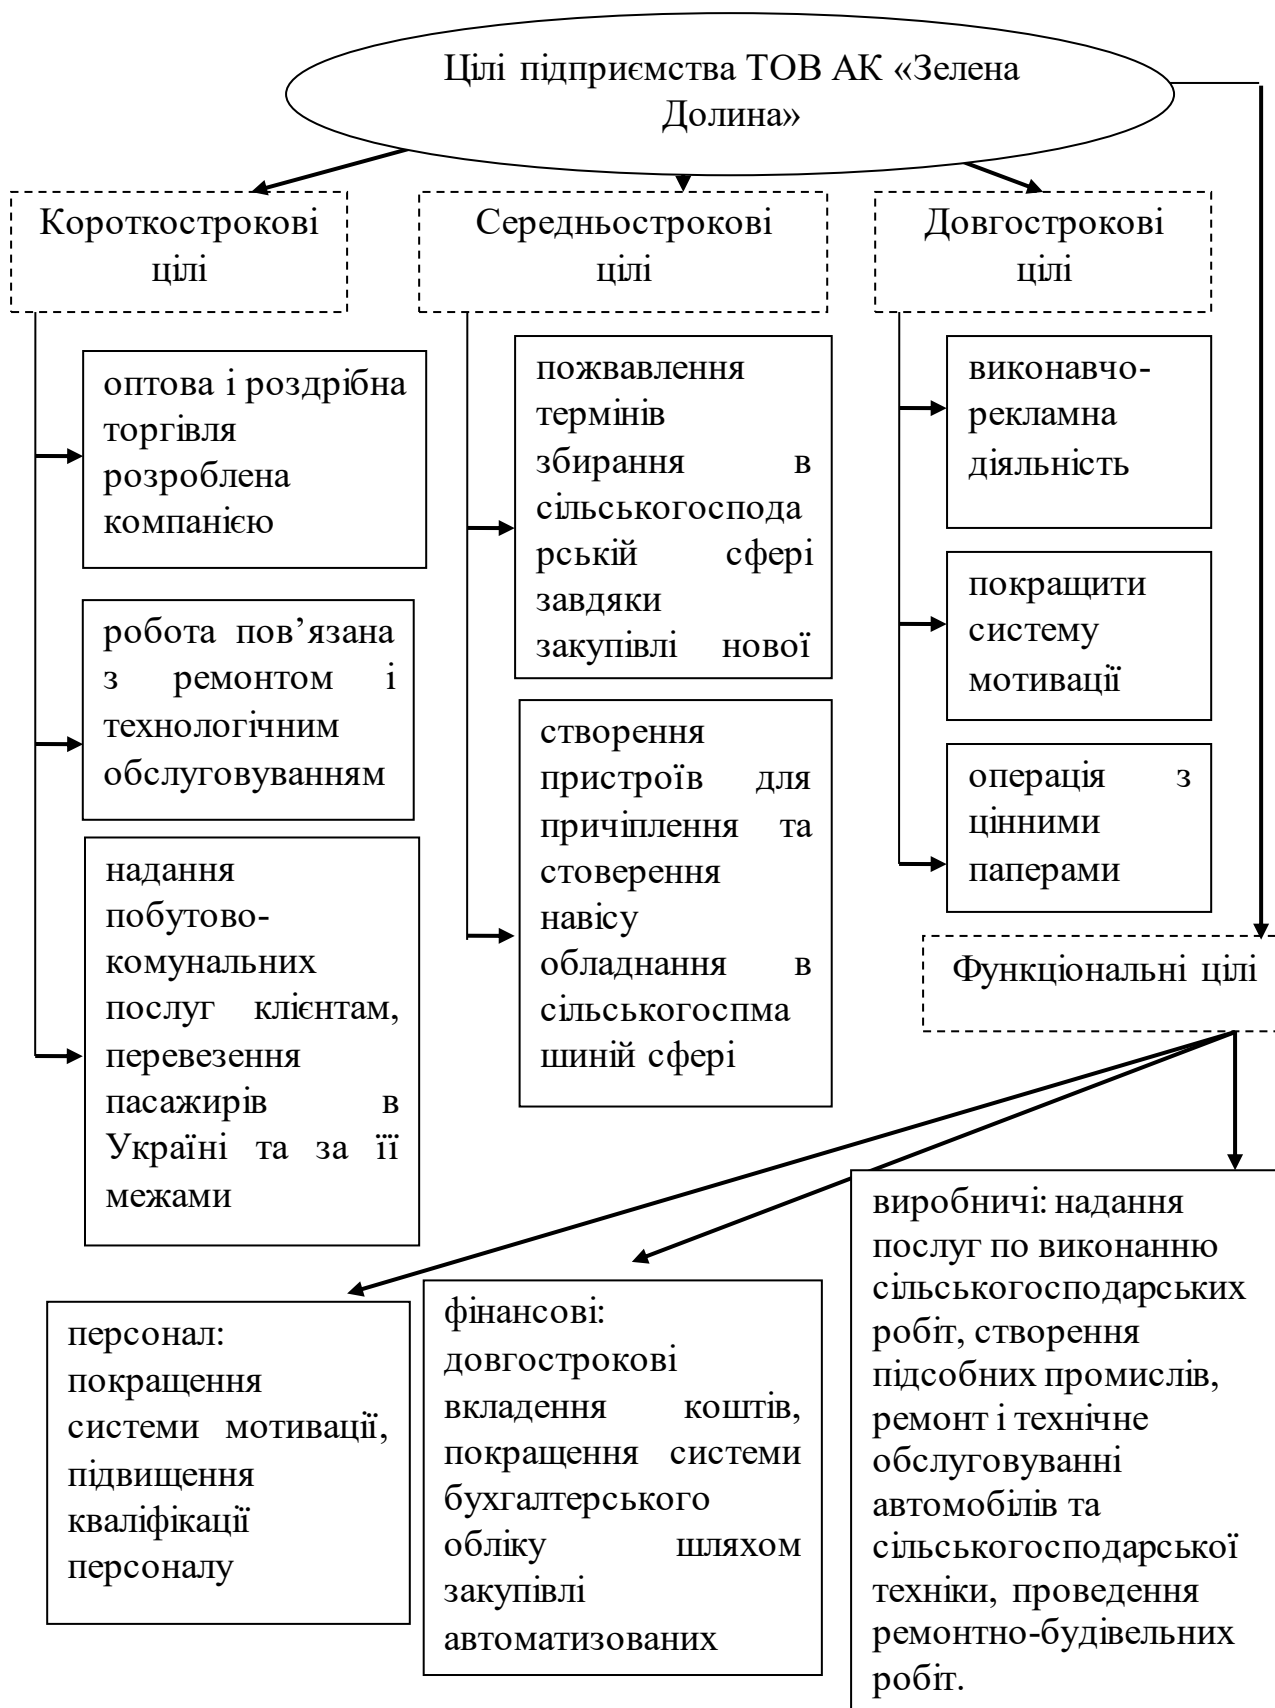 Цілі підприємства ТОВ АК «Зелена
Долина»
Короткострокові
цілі
Середньострокові
цілі
Довгострокові
цілі
оптова і роздрібна
торгівля
розроблена
компанією
робота пов’язана
з ремонтом і
технологічним
обслуговуванням
надання
побутово-
комунальних
послуг клієнтам,
перевезення
пасажирів в
Україні та за її
межами
пожвавлення
термінів
збирання в
сільськогоспода
рській сфері
завдяки
закупівлі нової
створення
пристроїв для
причіплення та
стоверення
навісу
обладнання в
сільськогоспма
шиній сфері
виконавчо-
рекламна
діяльність
покращити
систему
мотивації
операція з
цінними
паперами
Функціональні цілі
персонал:
покращення
системи мотивації,
підвищення
кваліфікації
персоналу
фінансові:
довгострокові
вкладення коштів,
покращення системи
бухгалтерського
обліку шляхом
закупівлі
автоматизованих
виробничі: надання
послуг по виконанню
сільськогосподарських
робіт, створення
підсобних промислів,
ремонт і технічне
обслуговуванні
автомобілів та
сільськогосподарської
техніки, проведення
ремонтно-будівельних
робіт.